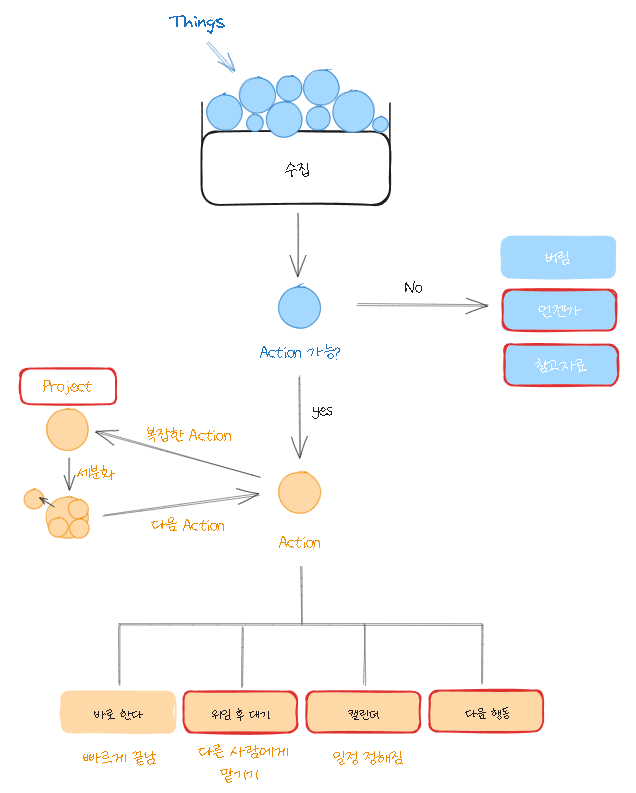 Things
수집
No
버림
언젠가
참고자료
Action 가능?
yes
Project
복잡한 Action
세분화
다음 Action
Action
바로 한다
위임 후 대기
캘린더
다음 행동
빠르게 끝남
다른 사람에게
맡기기
일정 정해짐